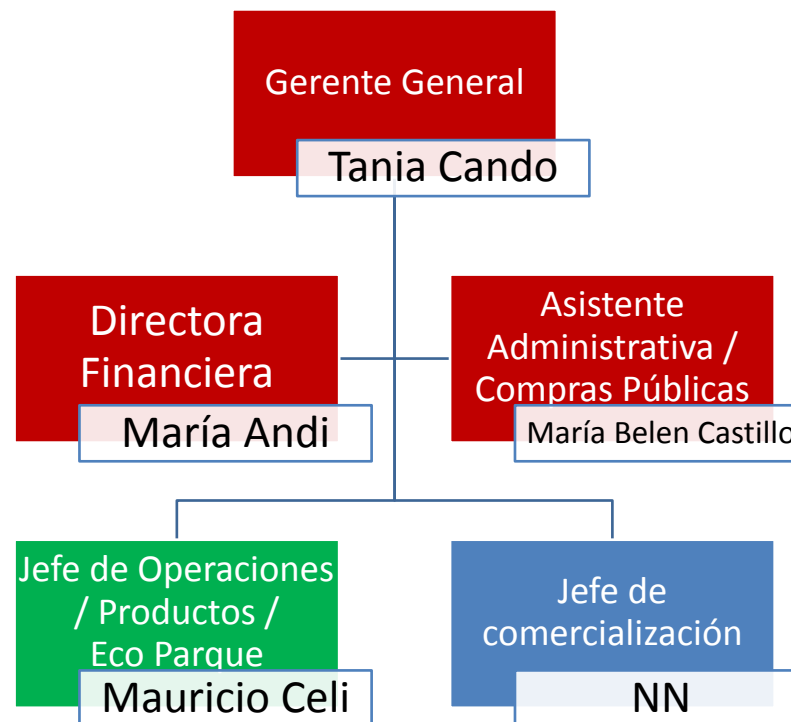 Gerente General
Tania Cando
Directora
Financiera
María Andi
Asistente
Administrativa /
Compras Públicas
María Belen Castillo
Jefe de Operaciones
/ Productos /
Eco Parque
Mauricio Celi
Jefe de
comercialización
NN